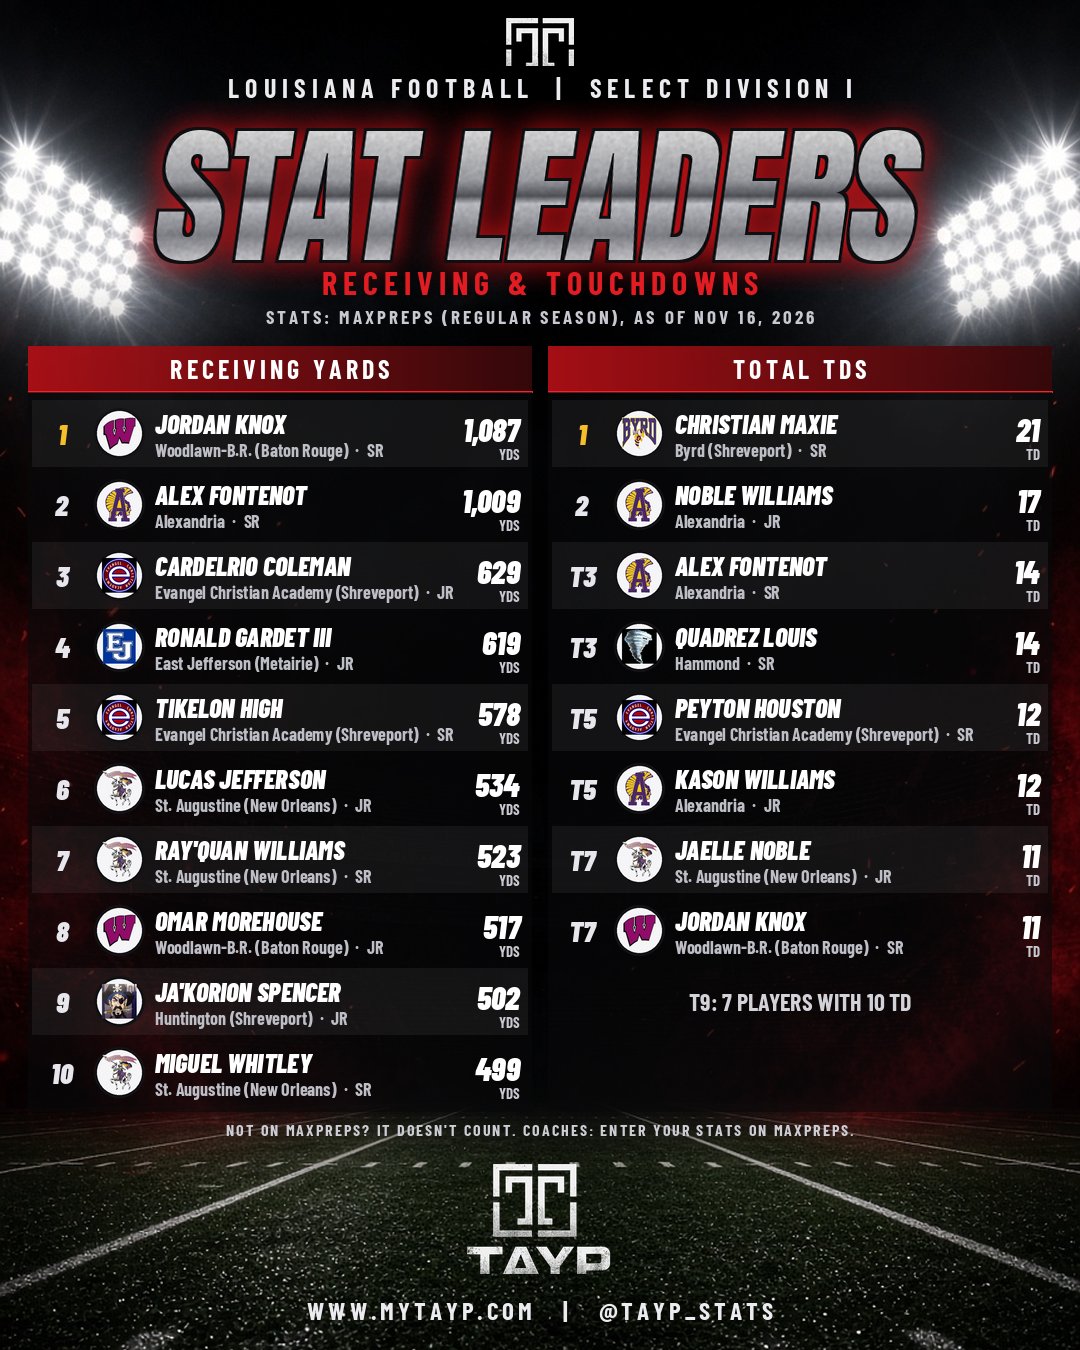 LOUISIANA FOOTBALL | SELECT DIVISION I
STAT LEADERS
RECEIVING & TOUCHDOWNS
STATS: MAXPREPS (REGULAR SEASON), AS OF NOV 16, 2026
RECEIVING YARDS
1 JORDAN KNOX 1,087
Woodlawn-B.R. (Baton Rouge) · SR YDS
2 ALEX FONTENOT 1,009
Alexandria · SR YDS
3 CARDELRIO COLEMAN 629
Evangel Christian Academy (Shreveport) · JR YDS
4 RONALD GARDET III 619
East Jefferson (Metairie) · JR YDS
5 TIKELON HIGH 578
Evangel Christian Academy (Shreveport) · SR YDS
6 LUCAS JEFFERSON 534
St. Augustine (New Orleans) · JR YDS
7 RAY'QUAN WILLIAMS 523
St. Augustine (New Orleans) · SR YDS
8 OMAR MOREHOUSE 517
Woodlawn-B.R. (Baton Rouge) · JR YDS
9 JA'KORION SPENCER 502
Huntington (Shreveport) · JR YDS
10 MIGUEL WHITLEY 499
St. Augustine (New Orleans) · SR YDS
TOTAL TDS
1 BYRD CHRISTIAN MAXIE 21
Byrd (Shreveport) · SR TD
2 NOBLE WILLIAMS 17
Alexandria · JR TD
T3 ALEX FONTENOT 14
Alexandria · SR TD
T3 QUADREZ LOUIS 14
Hammond · SR TD
T5 PEYTON HOUSTON 12
Evangel Christian Academy (Shreveport) · SR TD
T5 KASON WILLIAMS 12
Alexandria · JR TD
T7 JAELLE NOBLE 11
St. Augustine (New Orleans) · JR TD
T7 JORDAN KNOX 11
Woodlawn-B.R. (Baton Rouge) · SR TD
T9: 7 PLAYERS WITH 10 TD
NOT ON MAXPREPS? IT DOESN'T COUNT. COACHES: ENTER YOUR STATS ON MAXPREPS.
TAYP
WWW.MYTAYP.COM | @TAYP_STATS